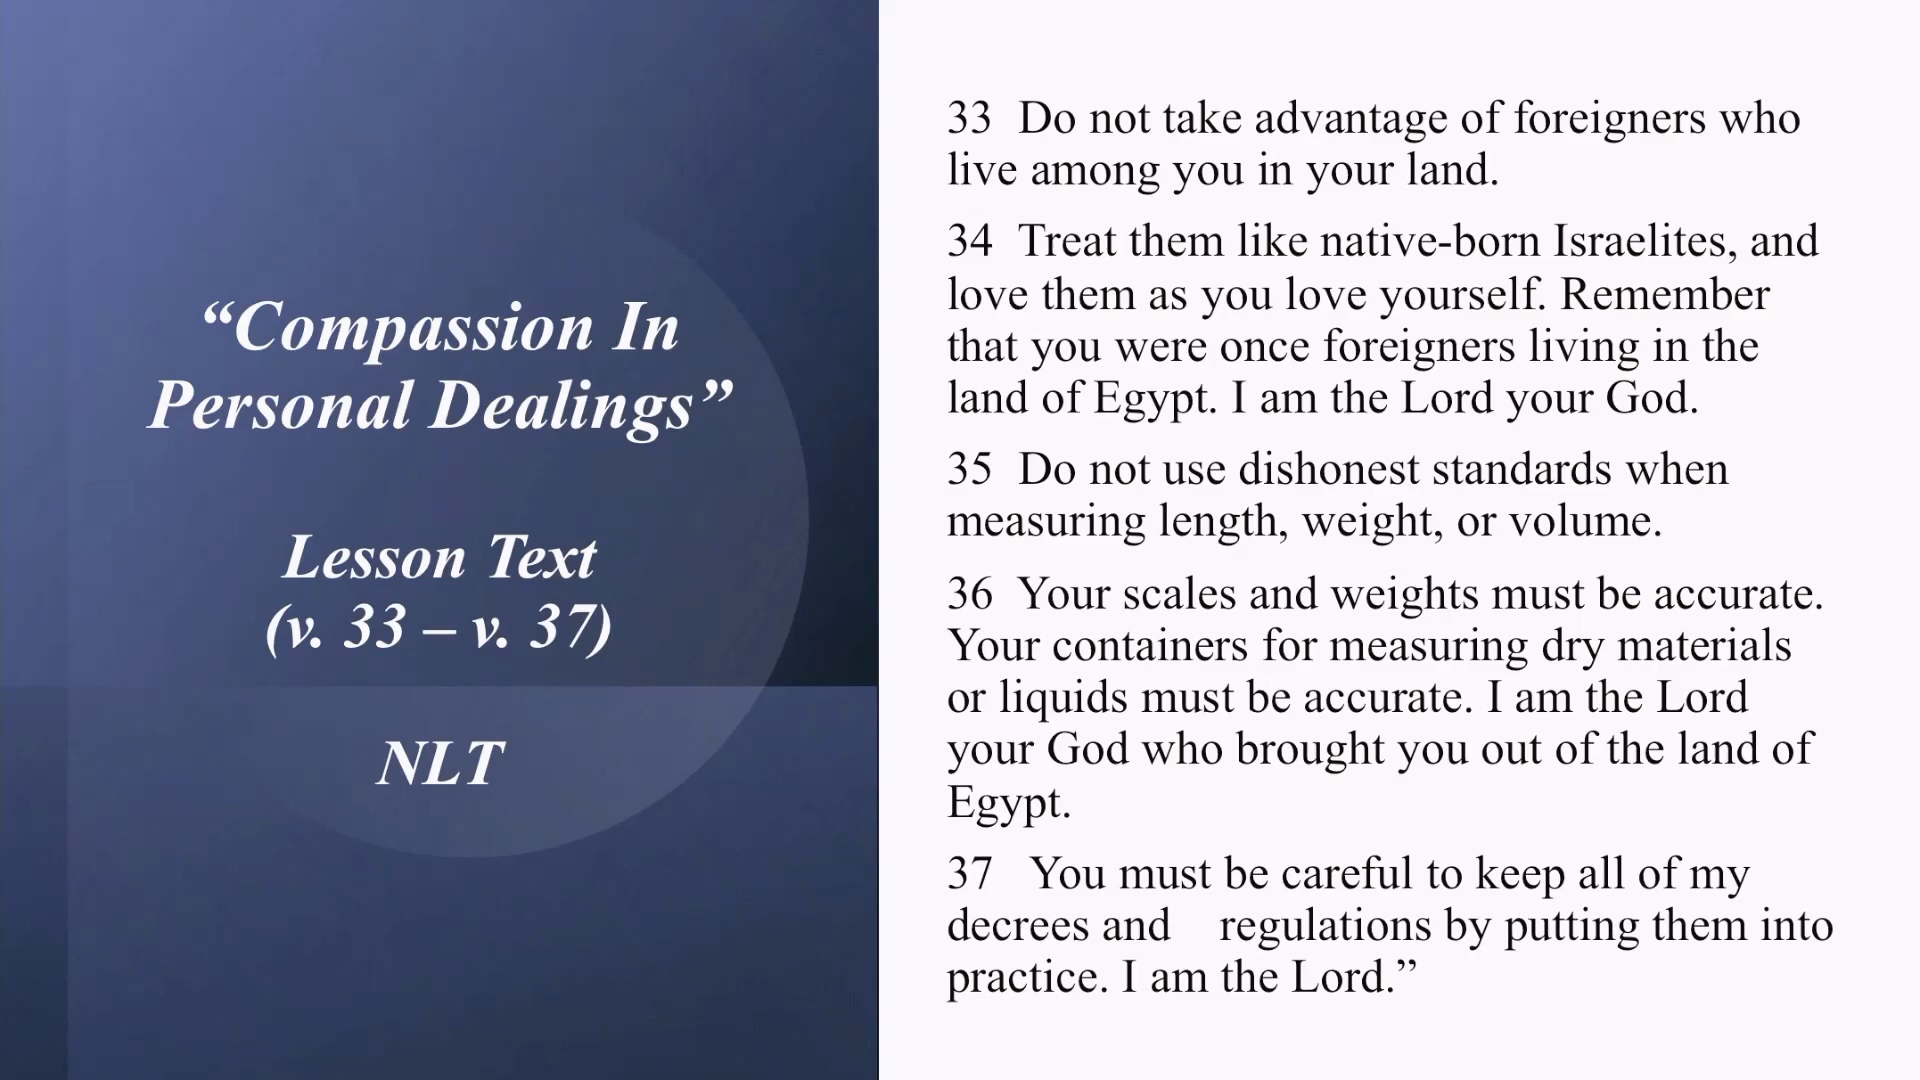 “Compassion In
Personal Dealings”
Lesson Text
(v. 33 – v. 37)
NLT
33  Do not take advantage of foreigners who
live among you in your land.
34  Treat them like native-born Israelites, and
love them as you love yourself. Remember
that you were once foreigners living in the
land of Egypt. I am the Lord your God.
35  Do not use dishonest standards when
measuring length, weight, or volume.
36  Your scales and weights must be accurate.
Your containers for measuring dry materials
or liquids must be accurate. I am the Lord
your God who brought you out of the land of
Egypt.
37   You must be careful to keep all of my
decrees and    regulations by putting them into
practice. I am the Lord.”